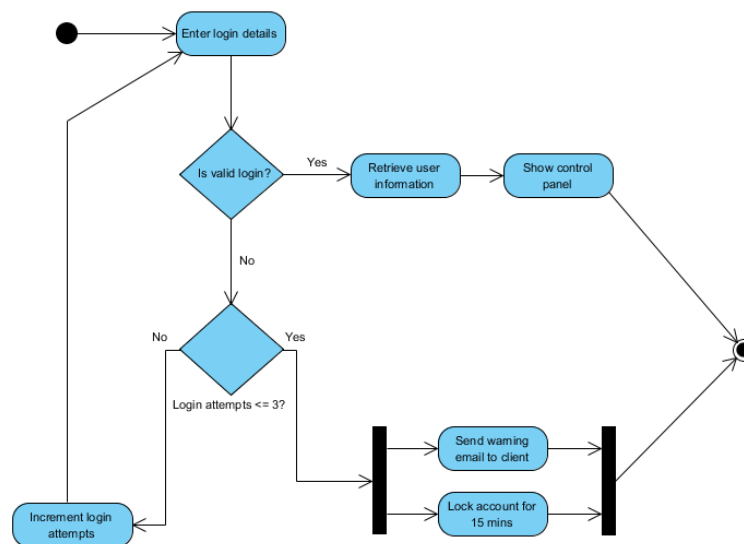 Enter login details
Is valid login?
Yes
Retrieve user
information
Show control
panel
No
No
Yes
Login attempts <= 3?
Send warning
email to client
Lock account for
15 mins
Increment login
attempts